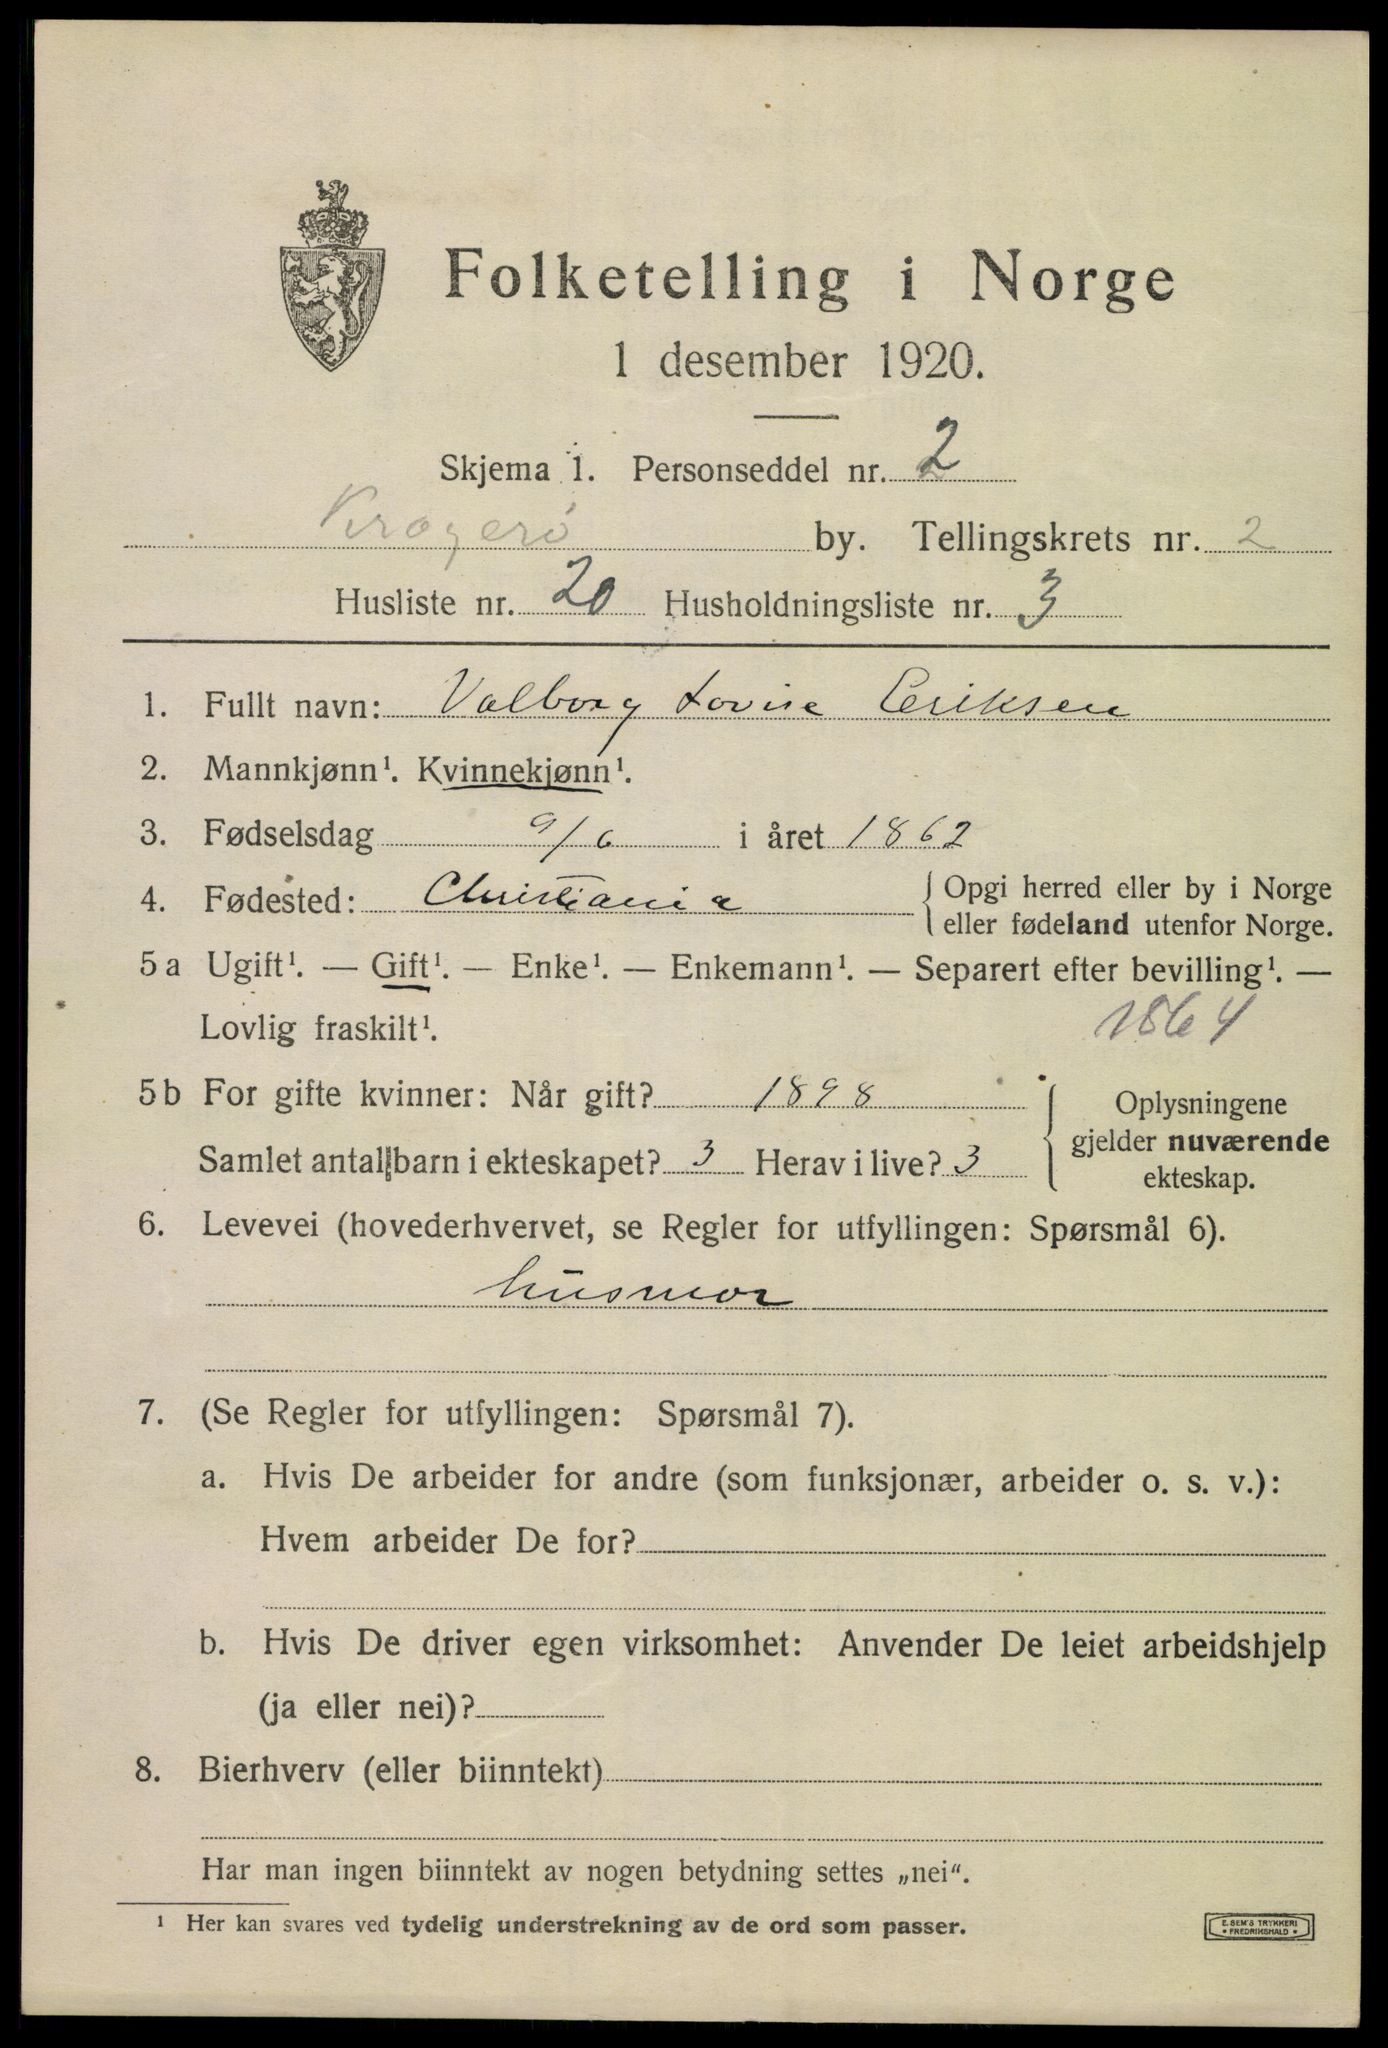 Folketelling i Norge
1 desember 1920.
Skjema 1. Personseddel nr. 2
Kragerø by. Tellingskrets nr. 2
Husliste nr. 20 Husholdningsliste nr. 3
1. Fullt navn: Valborg Lovise Eriksen
2. Mannkjønn¹. Kvinnekjønn¹.
3. Fødselsdag 9/6 i året 1862
4. Fødested: Christiania { Opgi herred eller by i Norge
eller fødeland utenfor Norge.
5 a Ugift¹. — Gift¹. — Enke¹. — Enkemann¹. — Separert efter bevilling¹. —
Lovlig fraskilt¹. 1864
5 b For gifte kvinner: Når gift? 1898
Samlet antal barn i ekteskapet? 3 Herav i live? 3
{ Oplysningene
gjelder nuværende
ekteskap.
6. Levevei (hovederhvervet, se Regler for utfyllingen: Spørsmål 6).
husmor
7. (Se Regler for utfyllingen: Spørsmål 7).
a. Hvis De arbeider for andre (som funksjonær, arbeider o. s. v.):
Hvem arbeider De for?
b. Hvis De driver egen virksomhet: Anvender De leiet arbeidshjelp
(ja eller nei)?
8. Bierhverv (eller biinntekt)
Har man ingen biinntekt av nogen betydning settes „nei“.
¹ Her kan svares ved tydelig understrekning av de ord som passer.
E. SEM'S TRYKKERI
• FREDRIKSHALD •